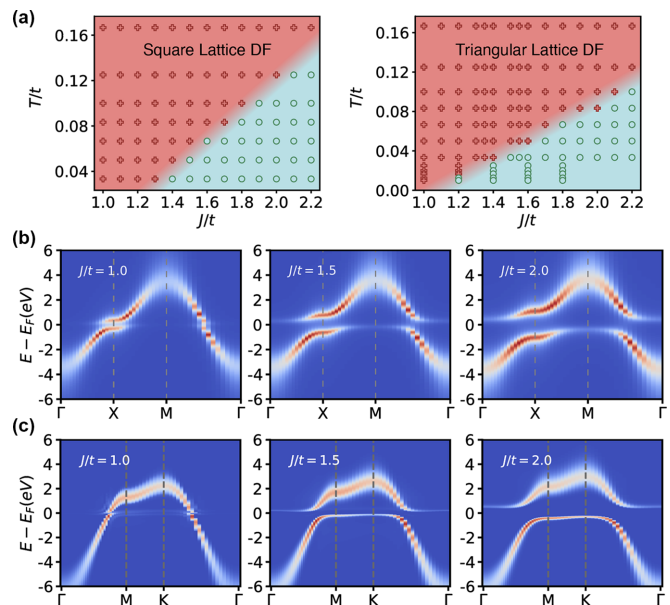 (a)
Square Lattice DF
T/t
0.16
0.12
0.08
0.04
1.0 1.2 1.4 1.6 1.8 2.0 2.2
J/t
Triangular Lattice DF
T/t
0.16
0.12
0.08
0.04
0.00
1.0 1.2 1.4 1.6 1.8 2.0 2.2
J/t
(b)
E − E_F(eV)
6
4
2
0
-2
-4
-6
J/t = 1.0
Γ X M Γ
J/t = 1.5
Γ X M Γ
J/t = 2.0
Γ X M Γ
(c)
E − E_F(eV)
6
4
2
0
-2
-4
-6
J/t = 1.0
Γ M K Γ
J/t = 1.5
Γ M K Γ
J/t = 2.0
Γ M K Γ